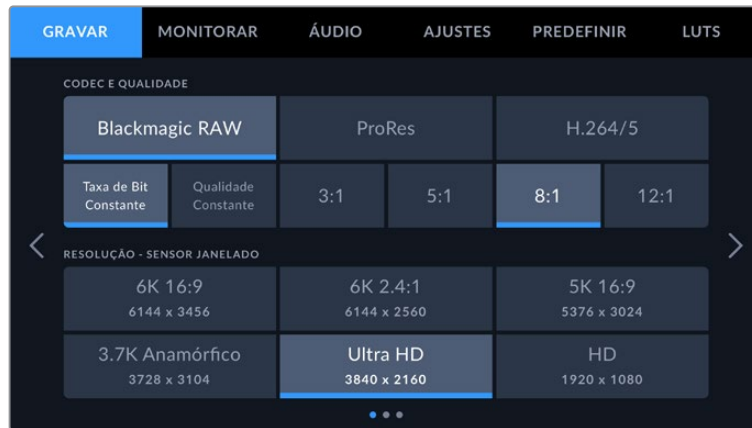 GRAVAR MONITORAR ÁUDIO AJUSTES PREDEFINIR LUTS
CODEC E QUALIDADE
Blackmagic RAW ProRes H.264/5
Taxa de Bit Constante Qualidade Constante 3:1 5:1 8:1 12:1
RESOLUÇÃO - SENSOR JANELADO
6K 16:9 6K 2.4:1 5K 16:9
6144 x 3456 6144 x 2560 5376 x 3024
3.7K Anamórfico Ultra HD HD
3728 x 3104 3840 x 2160 1920 x 1080